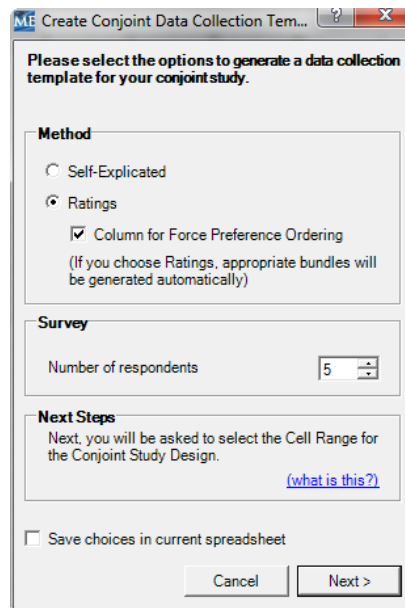 ME Create Conjoint Data Collection Tem... ? X
Please select the options to generate a data collection
template for your conjoint study.
Method
Self-Explicated
Ratings
Column for Force Preference Ordering
(If you choose Ratings, appropriate bundles will
be generated automatically)
Survey
Number of respondents 5
Next Steps
Next, you will be asked to select the Cell Range for
the Conjoint Study Design.
(what is this?)
Save choices in current spreadsheet
Cancel Next >